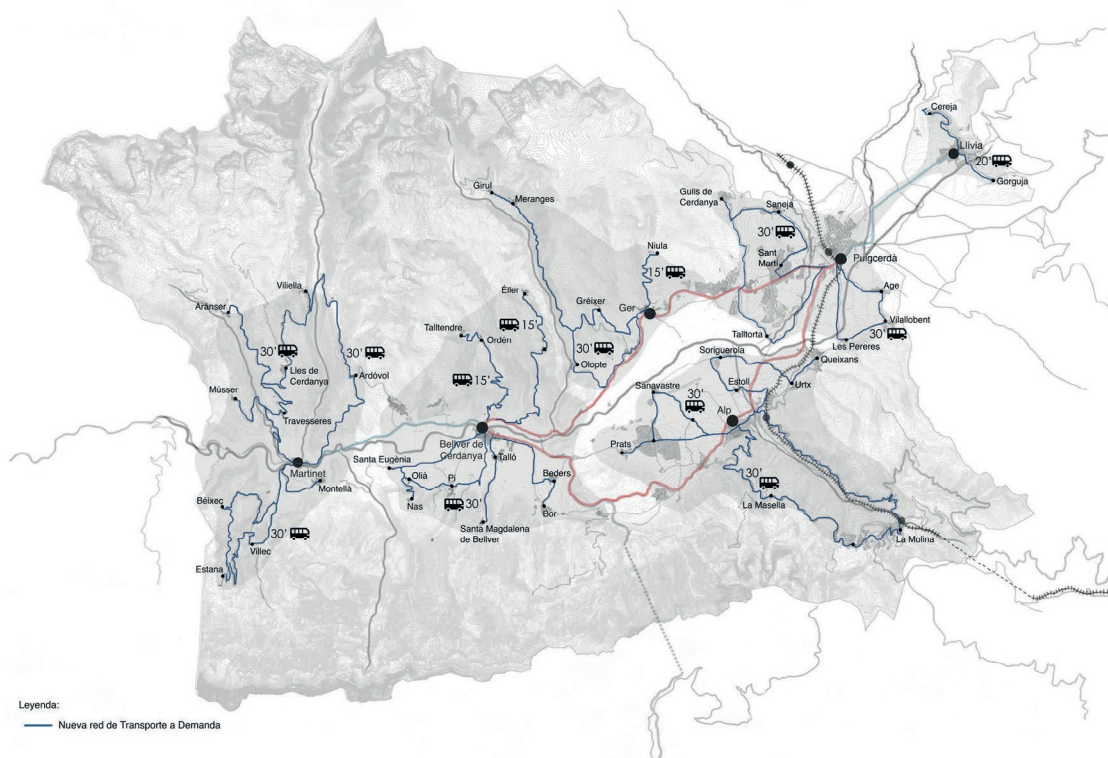 Cereja
Llívia
20'
Gorguja
Girul
Meranges
Guils de
Cerdanya
Saneja
30'
Sant
Martí
Puigcerdà
Niula
15'
Ger
Age
Vilallobent
30'
Les Pereres
Talltorta
Queixans
Aránser
Viliella
Éller
15'
Gréixer
30'
Olopte
Talltendre
Ordén
15'
30'
Lles de
Cerdanya
30'
Ardóvol
Músser
Travesseres
Soriguerola
Estoll
Urtx
Sanavastre
30'
Alp
Prats
Bellver de
Cerdanya
Martinet
Montellà
Santa Eugènia
Olià
Nas
Pi
Talló
30'
Santa Magdalena
de Bellver
Beders
Bor
30'
La Masella
La Molina
Béixec
30'
Villec
Estana
Leyenda:
Nueva red de Transporte a Demanda